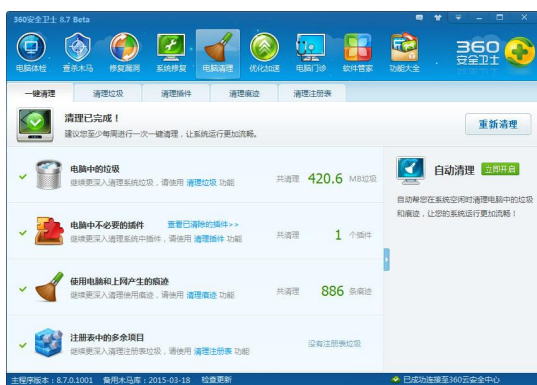 360安全卫士 8.7 Beta
电脑体检 查杀木马 修复漏洞 系统修复 电脑清理 优化加速 电脑门诊 软件管家 功能大全 360 安全卫士
一键清理 清理垃圾 清理插件 清理痕迹 清理注册表
清理已完成！
建议您至少每周进行一次一键清理，让系统运行更加流畅。
重新清理
电脑中的垃圾
继续更深入清理系统垃圾，请使用 清理垃圾 功能
共清理 420.6 MB垃圾
电脑中不必要的插件 查看已清除的插件>>
继续更深入清理系统中插件，请使用 清理插件 功能
共清理 1 个插件
使用电脑和上网产生的痕迹
继续更深入清理使用痕迹，请使用 清理痕迹 功能
共清理 886 条痕迹
注册表中的多余项目
继续更深入清理注册表垃圾，请使用 清理注册表 功能
没有注册表垃圾
自动清理 立即开启
自动帮您在系统空闲时清理电脑中的垃圾
和痕迹，让您的系统运行更加流畅！
主程序版本：8.7.0.1001 备用木马库：2015-03-18 检查更新
已成功连接至360云安全中心